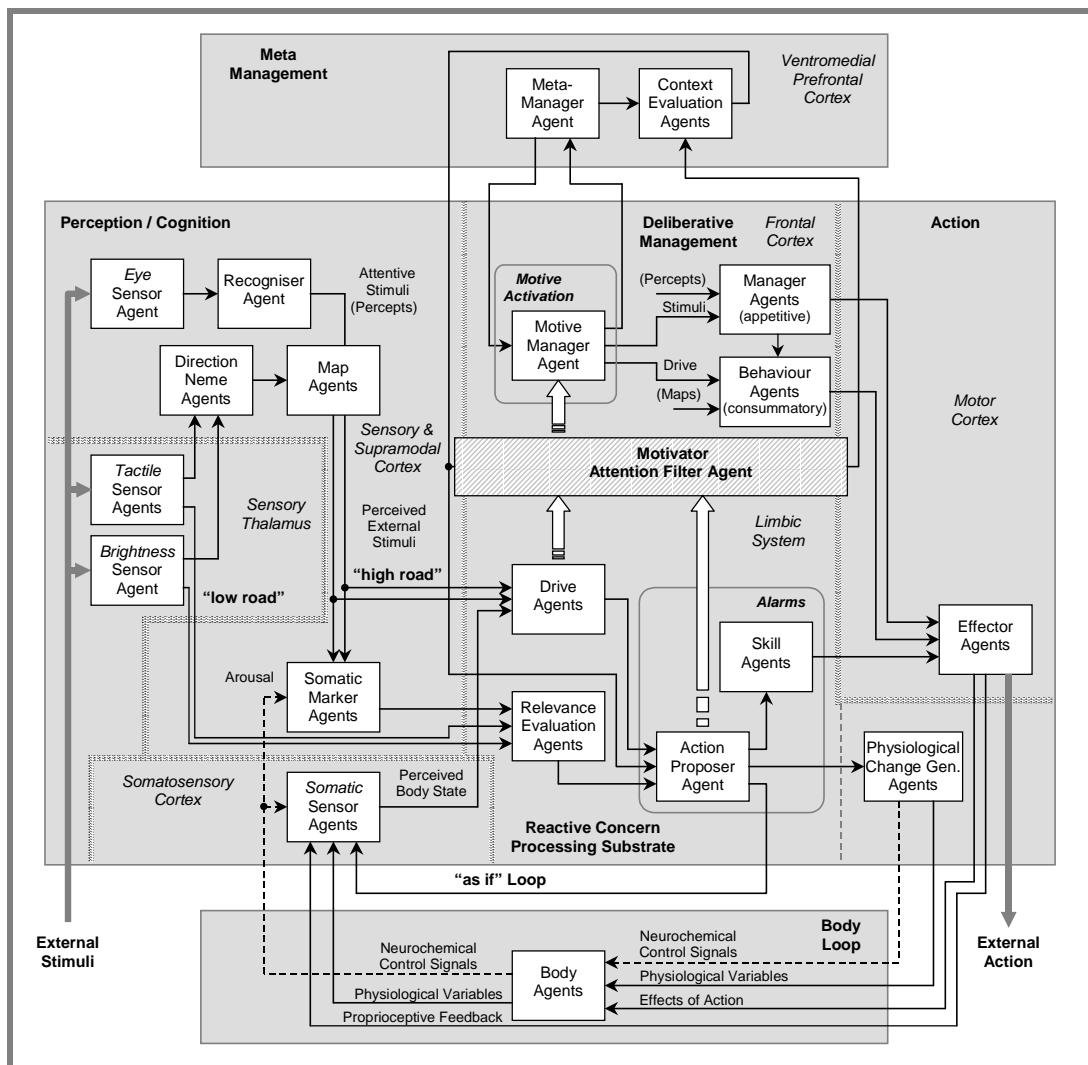 Meta
Management
Ventromedial
Prefrontal
Cortex
Meta-
Manager
Agent
Context
Evaluation
Agents
Perception / Cognition
Deliberative
Management
Frontal
Cortex
Action
Eye
Sensor
Agent
Recogniser
Agent
Attentive
Stimuli
(Percepts)
Motive
Activation
Motive
Manager
Agent
(Percepts)
Stimuli
Manager
Agents
(appetitive)
Drive
(Maps)
Behaviour
Agents
(consummatory)
Direction
Neme
Agents
Map
Agents
Motor
Cortex
Sensory &
Supramodal
Cortex
Motivator
Attention Filter Agent
Tactile
Sensor
Agents
Sensory
Thalamus
Perceived
External
Stimuli
Limbic
System
Brightness
Sensor
Agent
"low road"
"high road"
Drive
Agents
Alarms
Skill
Agents
Effector
Agents
Arousal
Somatic
Marker
Agents
Relevance
Evaluation
Agents
Action
Proposer
Agent
Physiological
Change Gen.
Agents
Somatosensory
Cortex
Somatic
Sensor
Agents
Perceived
Body State
Reactive Concern
Processing Substrate
"as if" Loop
External
Stimuli
External
Action
Body
Loop
Neurochemical
Control Signals
Physiological Variables
Proprioceptive Feedback
Body
Agents
Neurochemical
Control Signals
Physiological Variables
Effects of Action